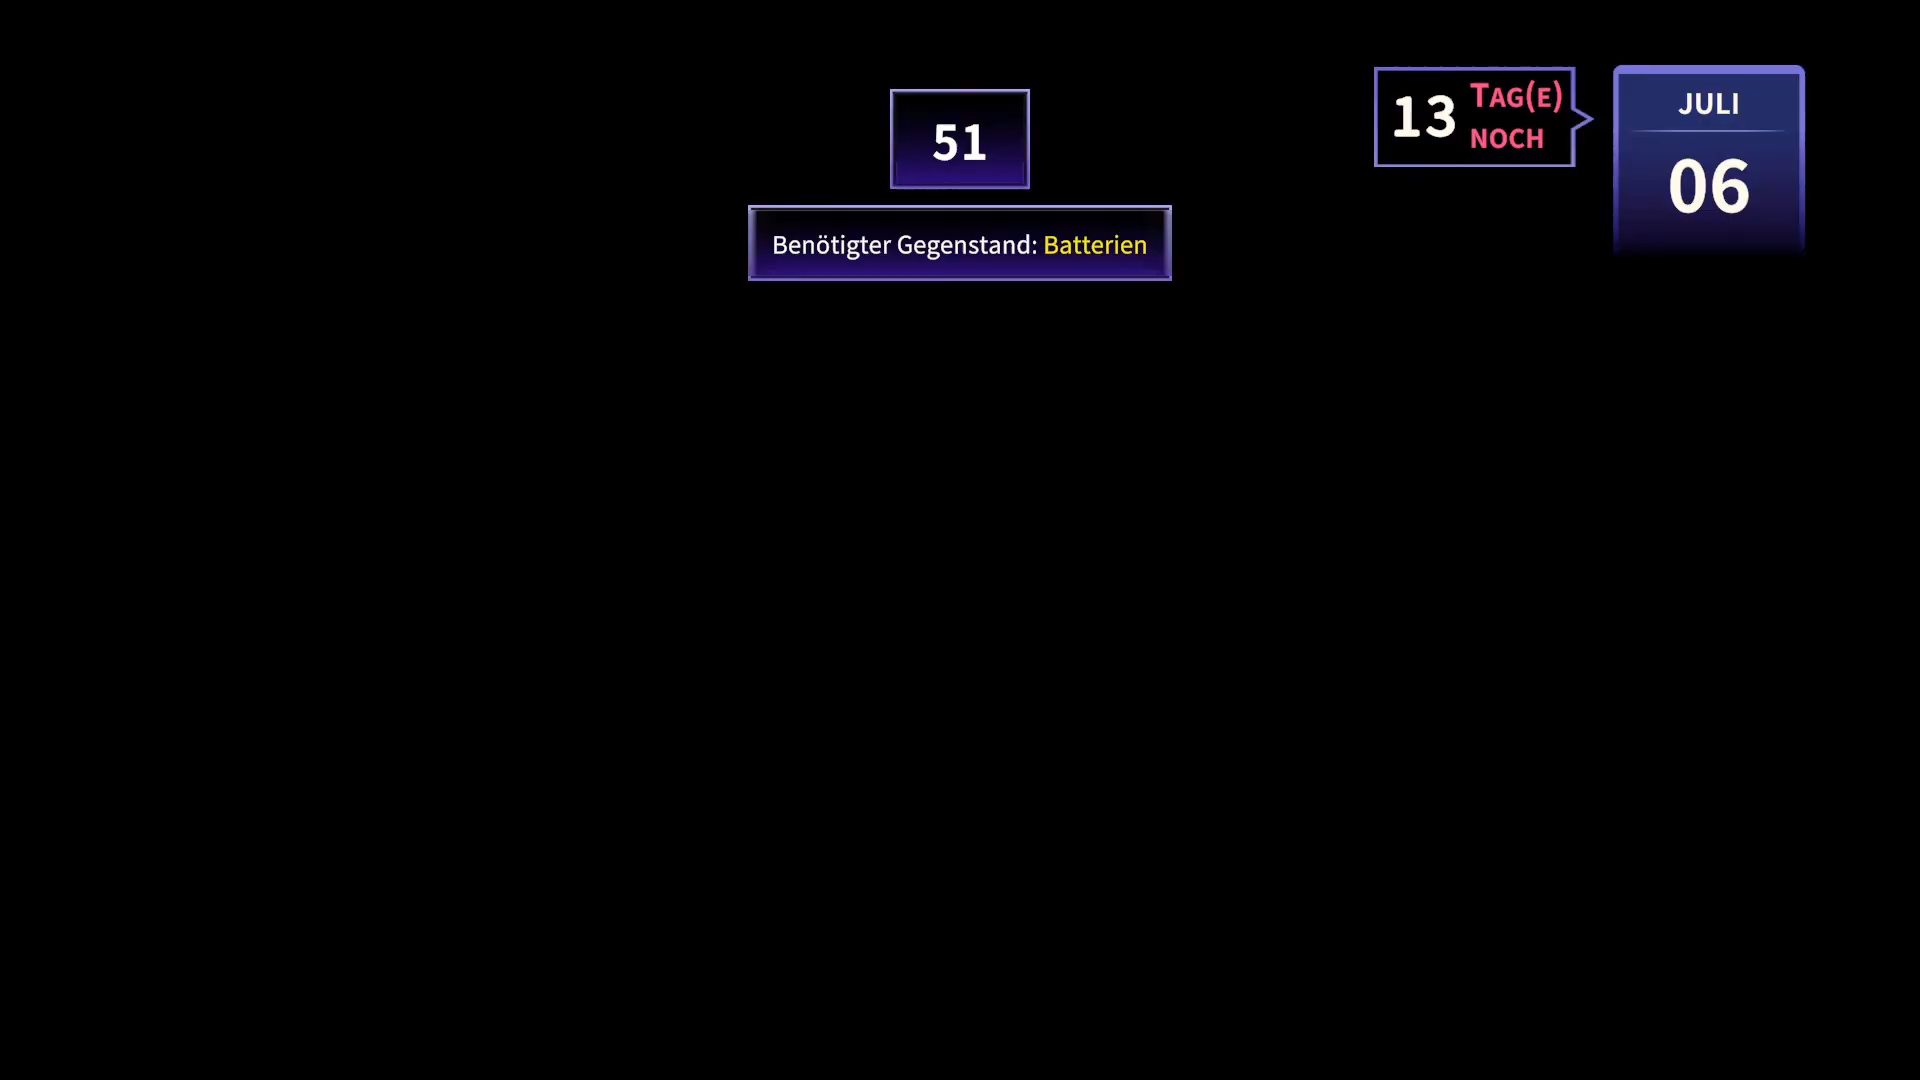 51
Benötigter Gegenstand: Batterien
13 TAG(E)
NOCH
JULI
06